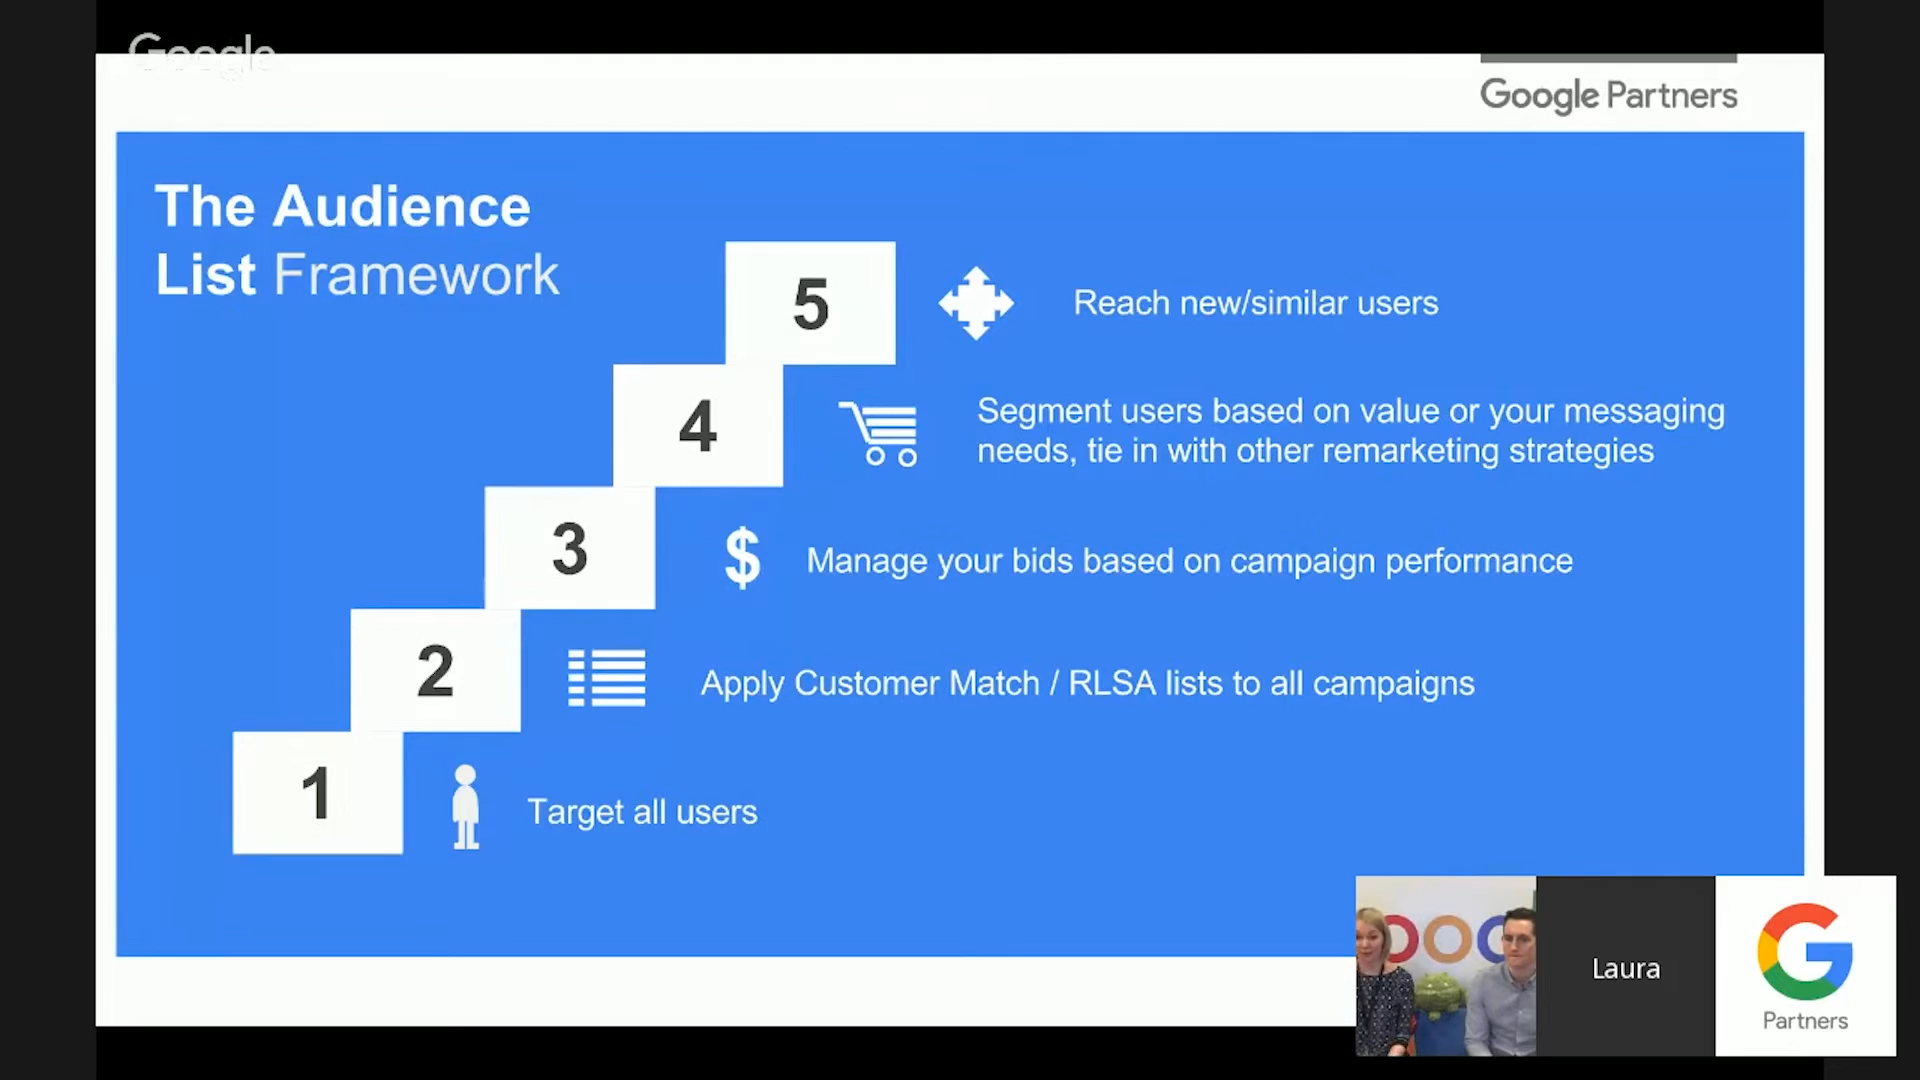 Google
Google Partners
The Audience
List Framework
5
Reach new/similar users
4
Segment users based on value or your messaging
needs, tie in with other remarketing strategies
3
$
Manage your bids based on campaign performance
2
Apply Customer Match / RLSA lists to all campaigns
1
Target all users
Laura
G
Partners